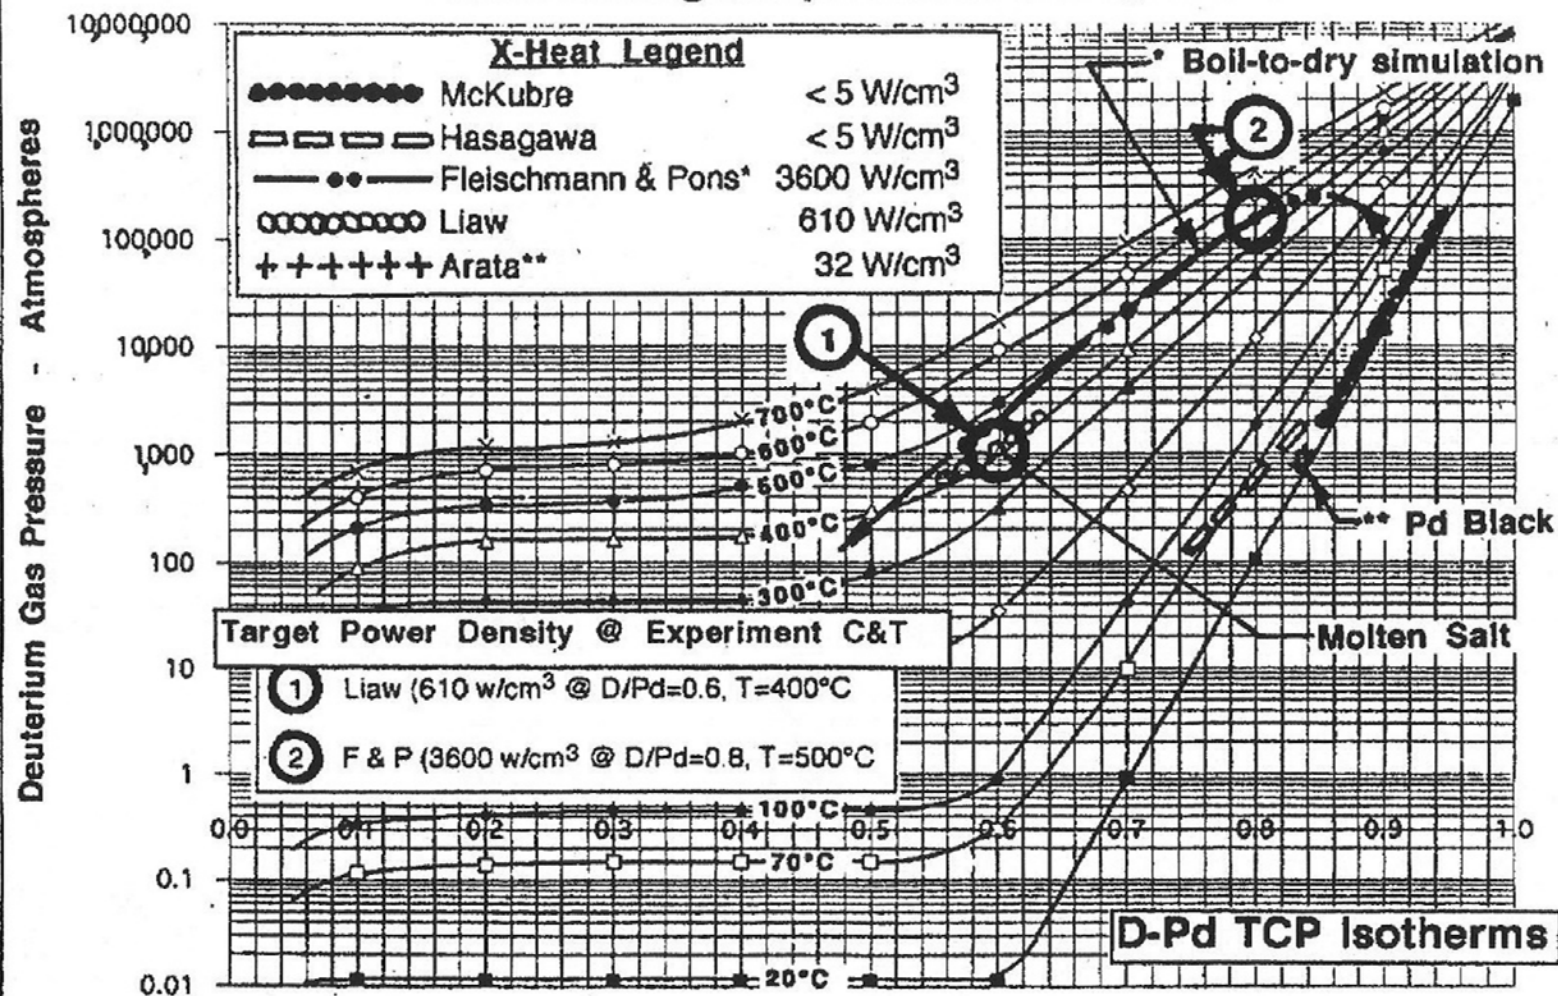 10,000,000
1,000,000
100,000
10,000
1,000
100
10
1
0.1
0.01
Deuterium Gas Pressure - Atmospheres
X-Heat Legend
McKubre < 5 W/cm³
Hasagawa < 5 W/cm³
Fleischmann & Pons* 3600 W/cm³
Liaw 610 W/cm³
Arata** 32 W/cm³
* Boil-to-dry simulation
2
1
700°C
600°C
500°C
400°C
300°C
** Pd Black
Molten Salt
Target Power Density @ Experiment C&T
1 Liaw (610 w/cm³ @ D/Pd=0.6, T=400°C
2 F & P (3600 w/cm³ @ D/Pd=0.8, T=500°C
100°C
0.0 0.1 0.2 0.3 0.4 0.5 0.6 0.7 0.8 0.9 1.0
70°C
D-Pd TCP Isotherms
20°C